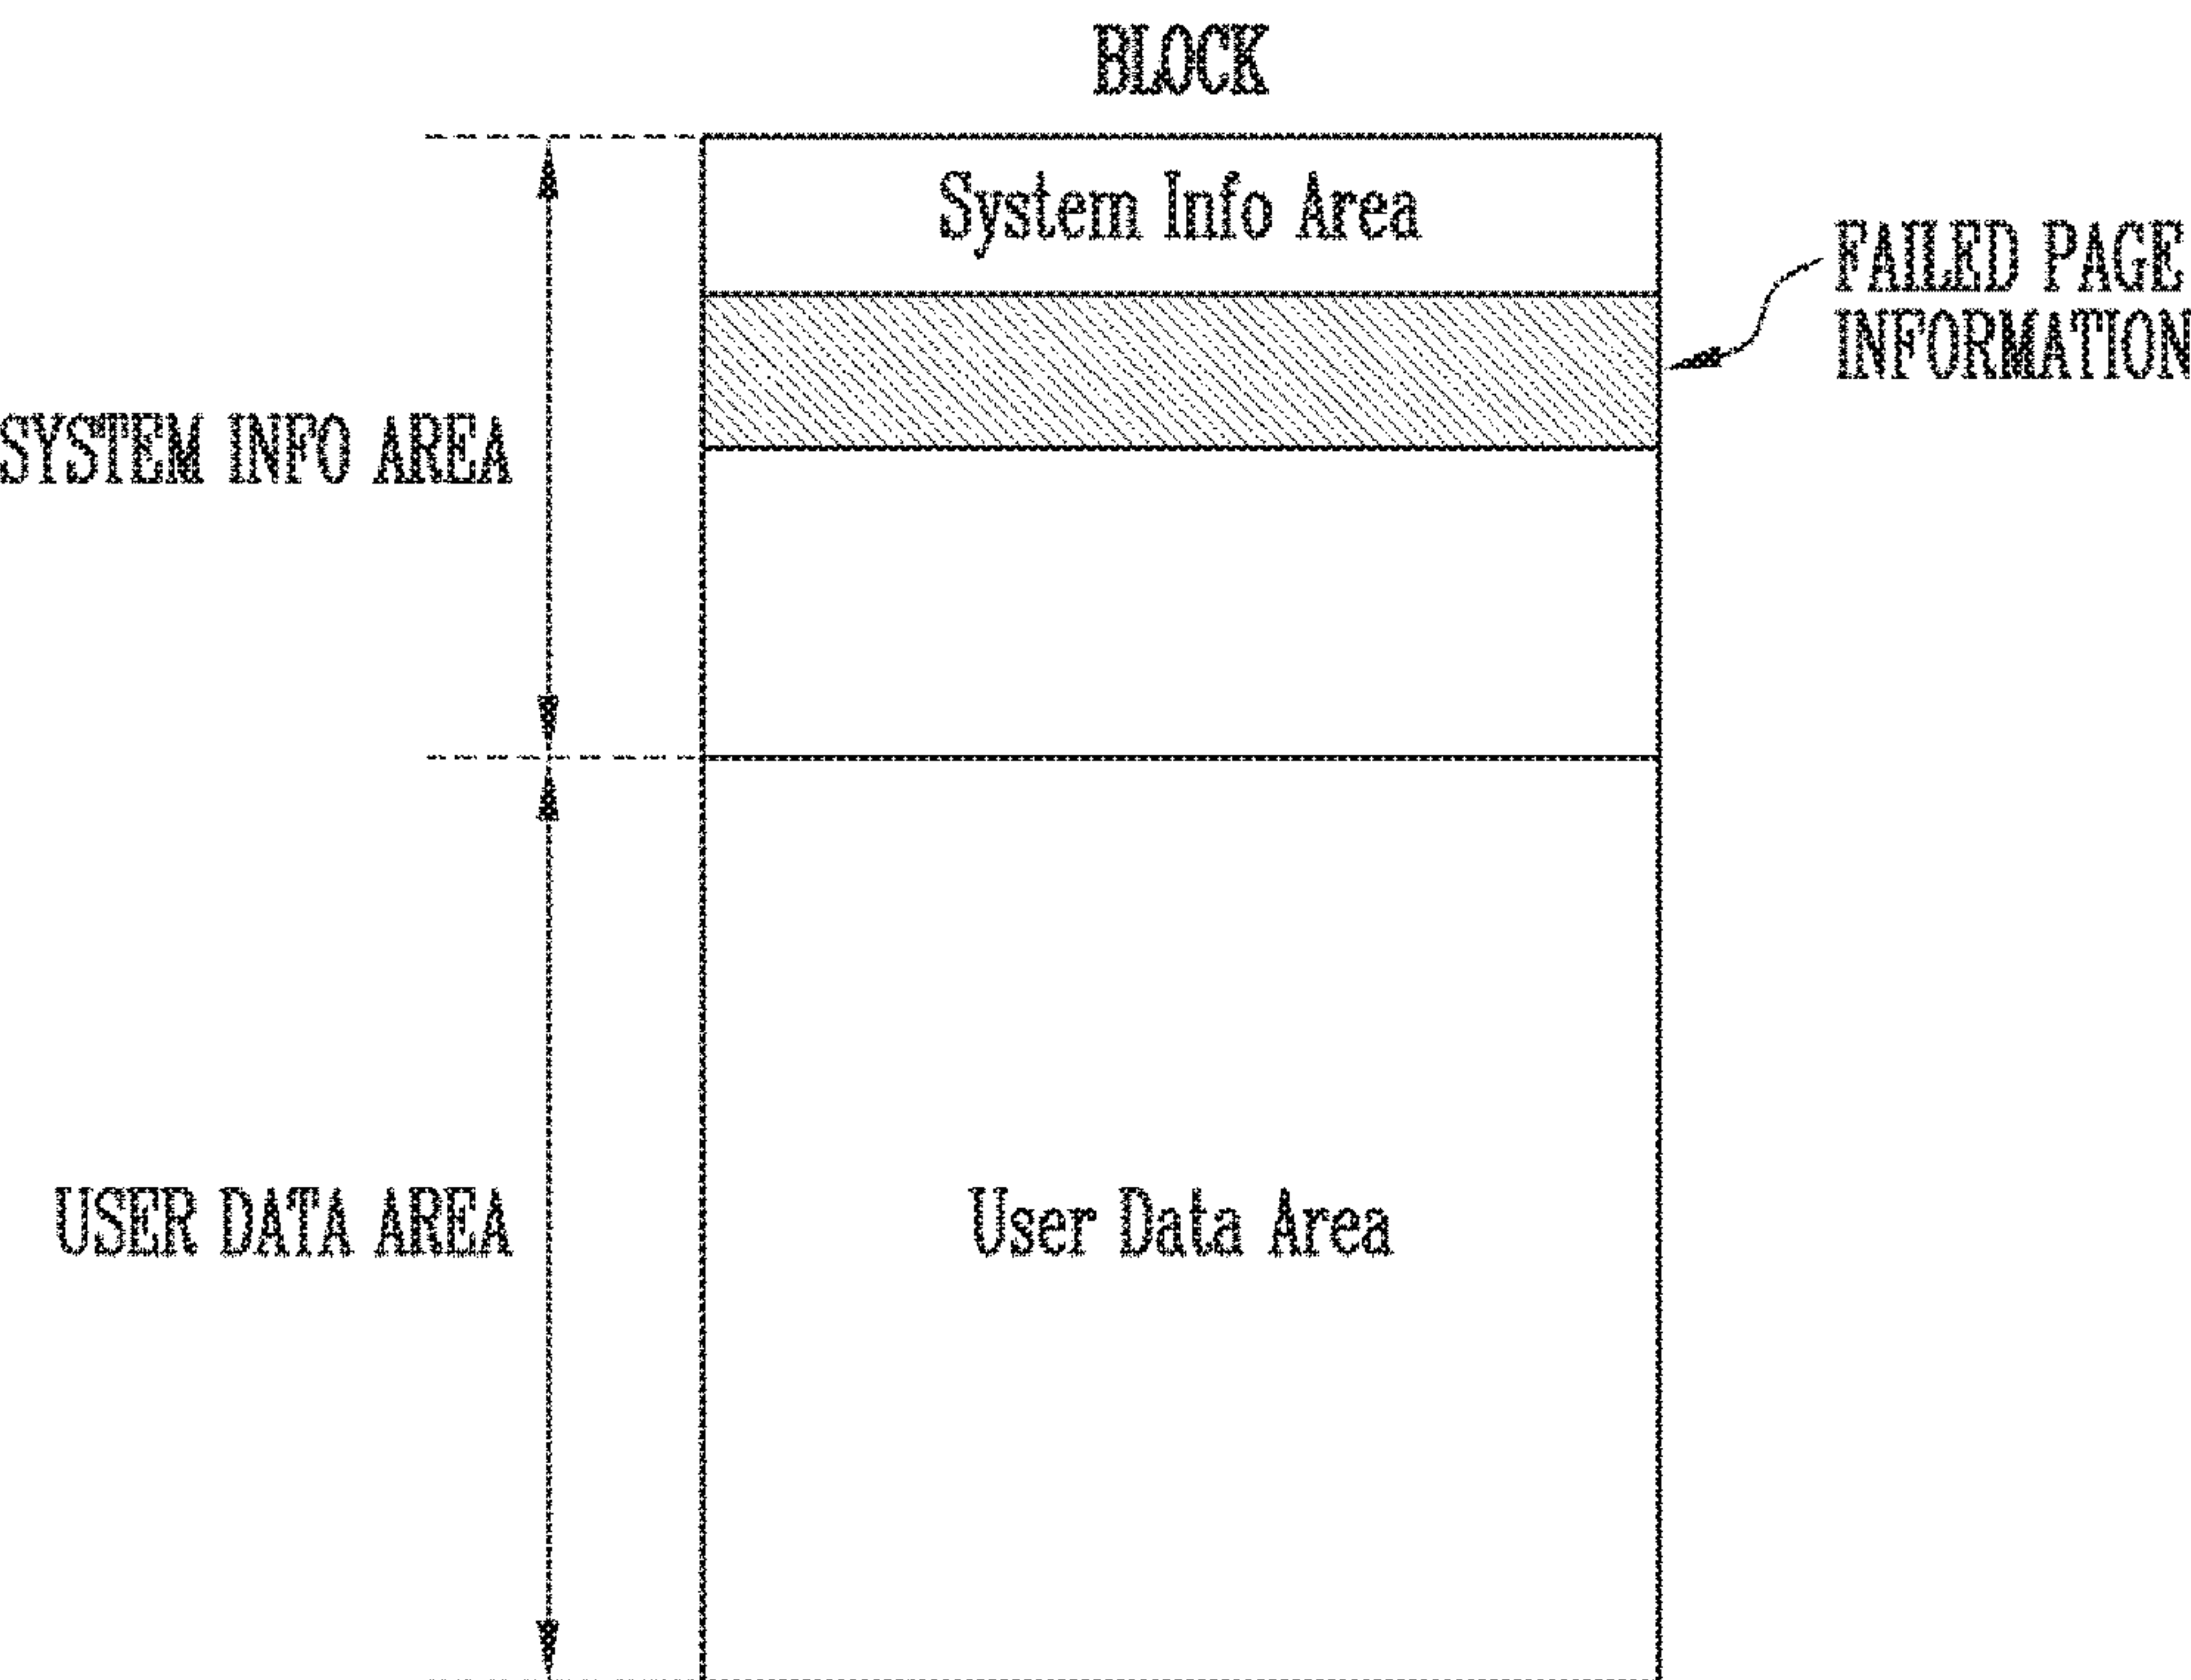 BLOCK
System Info Area
FAILED PAGE
INFORMATION
SYSTEM INFO AREA
USER DATA AREA
User Data Area